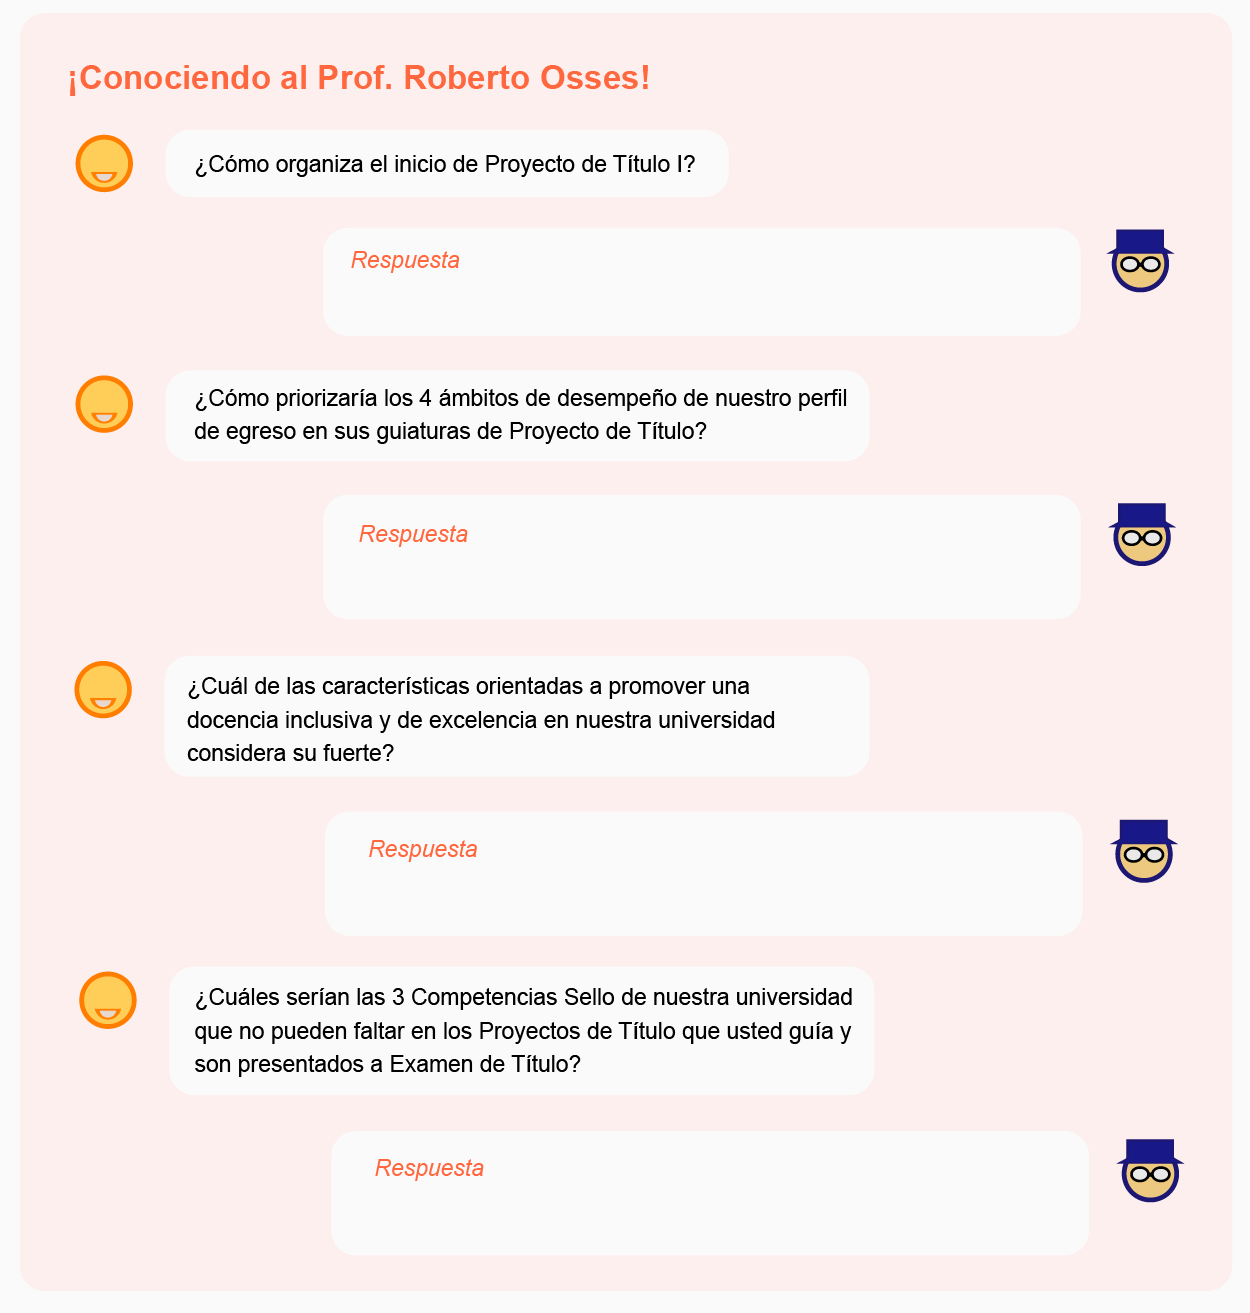 ¡Conociendo al Prof. Roberto Osses!
¿Cómo organiza el inicio de Proyecto de Título I?
Respuesta
¿Cómo priorizaría los 4 ámbitos de desempeño de nuestro perfil
de egreso en sus guiaturas de Proyecto de Título?
Respuesta
¿Cuál de las características orientadas a promover una
docencia inclusiva y de excelencia en nuestra universidad
considera su fuerte?
Respuesta
¿Cuáles serían las 3 Competencias Sello de nuestra universidad
que no pueden faltar en los Proyectos de Título que usted guía y
son presentados a Examen de Título?
Respuesta